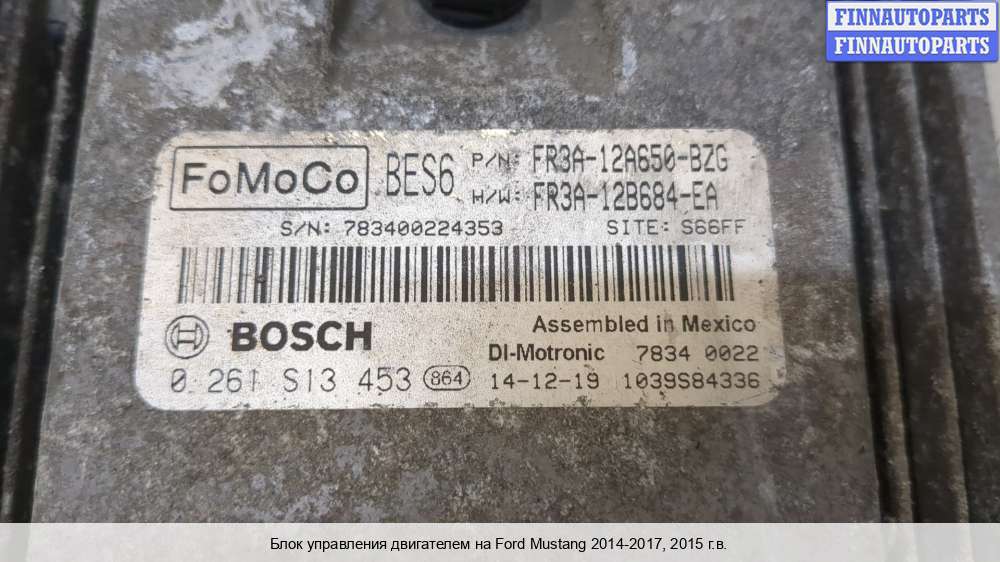 FINNAUTOPARTS
FINNAUTOPARTS
FoMoCo BES6 P/N: FR3A-12A650-BZG
H/W: FR3A-12B684-EA
S/N: 783400224353 SITE: S66FF
BOSCH Assembled in Mexico
DI-Motronic 7834 0022
0 261 S13 453 864 14-12-19 1039S84336
Блок управления двигателем на Ford Mustang 2014-2017, 2015 г.в.